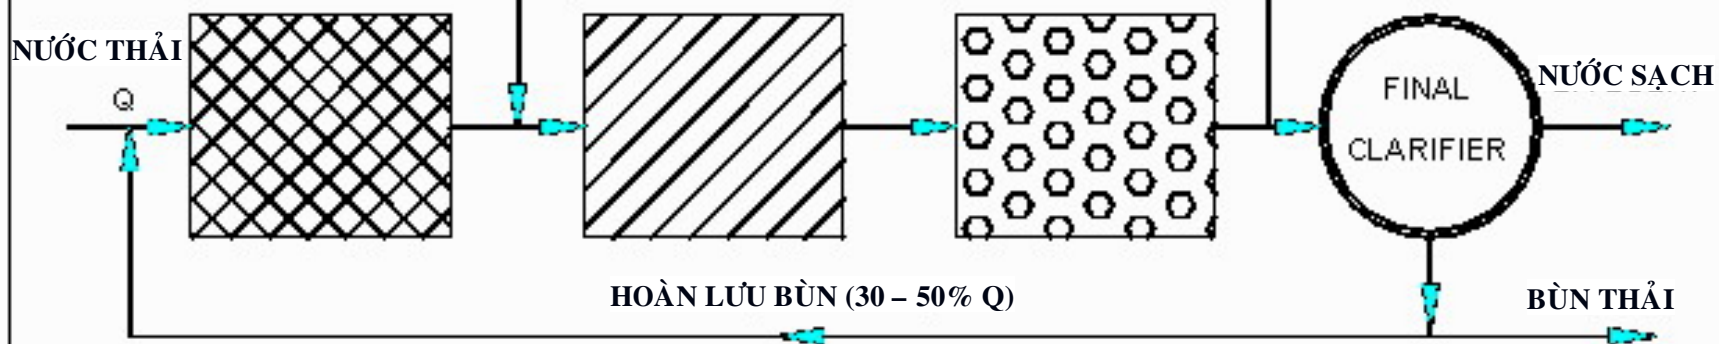 NƯỚC THẢI
Q
FINAL
CLARIFIER
NƯỚC SẠCH
HOÀN LƯU BÙN (30 – 50% Q)
BÙN THẢI